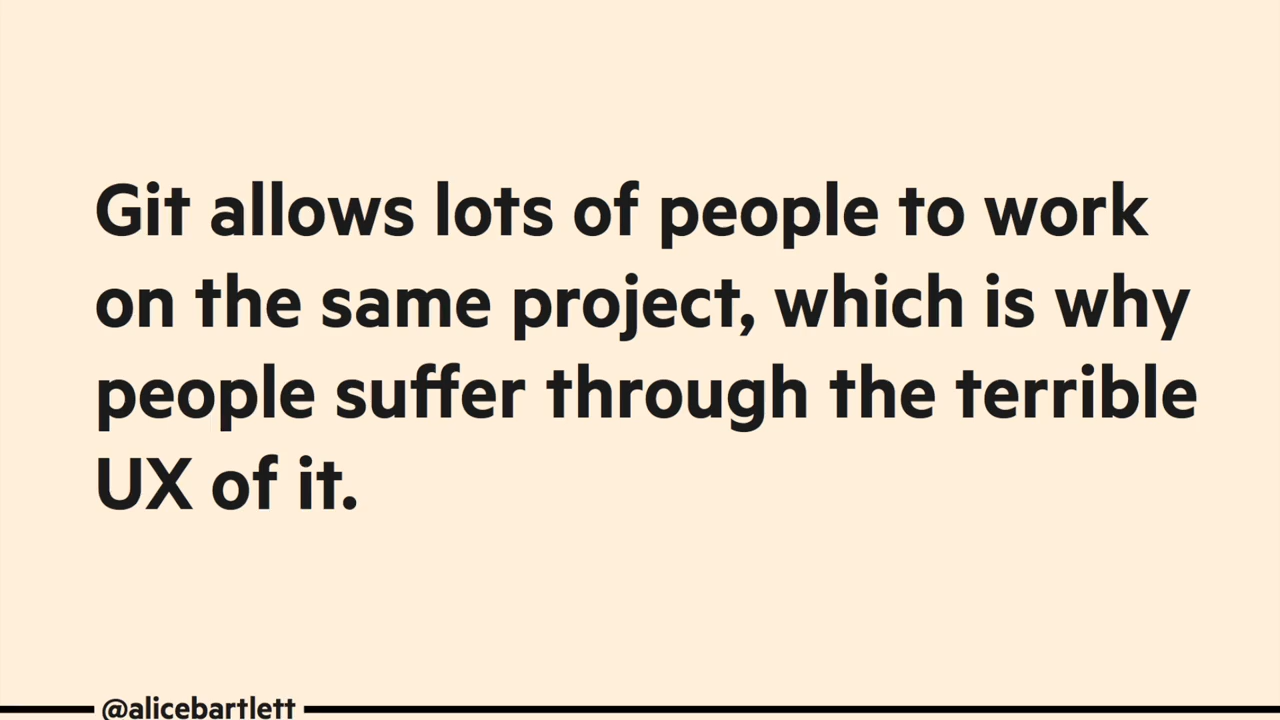 Git allows lots of people to work
on the same project, which is why
people suffer through the terrible
UX of it.
@alicebartlett